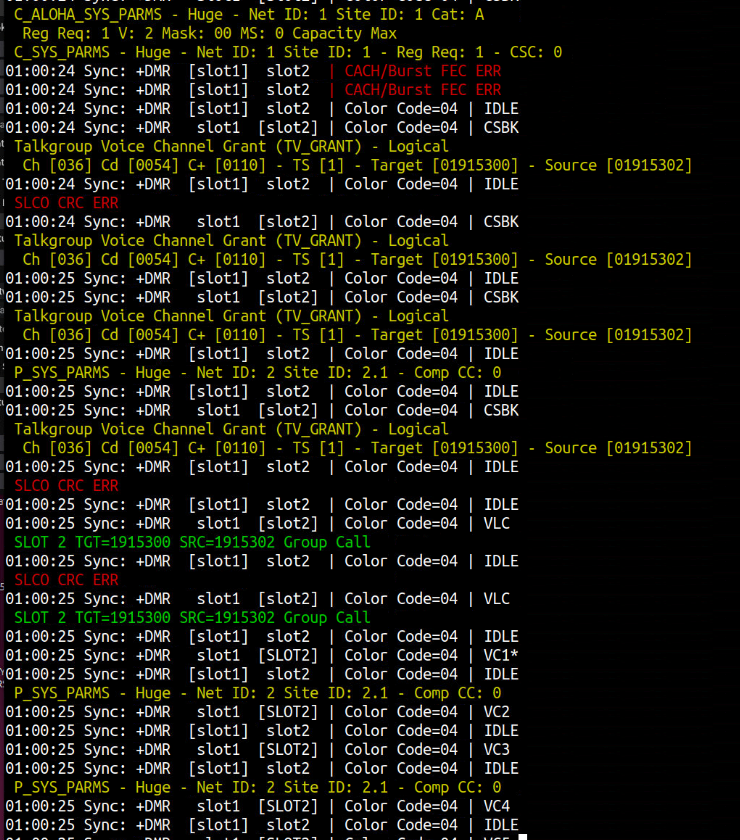 C_ALOHA_SYS_PARMS - Huge - Net ID: 1 Site ID: 1 Cat: A
Reg Req: 1 V: 2 Mask: 00 MS: 0 Capacity Max
C_SYS_PARMS - Huge - Net ID: 1 Site ID: 1 - Reg Req: 1 - CSC: 0
01:00:24 Sync: +DMR [slot1] slot2 | CACH/Burst FEC ERR
| CACH/Burst FEC ERR
01:00:24 Sync: +DMR [slot1] slot2 | Color Code=04 | IDLE
01:00:24 Sync: +DMR slot1 [slot2] | Color Code=04 | CSBK
Talkgroup Voice Channel Grant (TV_GRANT) - Logical
Ch [036] Cd [0054] C+ [0110] - TS [1] - Target [01915300] - Source [01915302]
01:00:24 Sync: +DMR [slot1] slot2 | Color Code=04 | IDLE
SLCO CRC ERR
01:00:24 Sync: +DMR slot1 [slot2] | Color Code=04 | CSBK
Talkgroup Voice Channel Grant (TV_GRANT) - Logical
Ch [036] Cd [0054] C+ [0110] - TS [1] - Target [01915300] - Source [01915302]
01:00:25 Sync: +DMR [slot1] slot2 | Color Code=04 | IDLE
01:00:25 Sync: +DMR slot1 [slot2] | Color Code=04 | CSBK
Talkgroup Voice Channel Grant (TV_GRANT) - Logical
Ch [036] Cd [0054] C+ [0110] - TS [1] - Target [01915300] - Source [01915302]
01:00:25 Sync: +DMR [slot1] slot2 | Color Code=04 | IDLE
P_SYS_PARMS - Huge - Net ID: 2 Site ID: 2.1 - Comp CC: 0
01:00:25 Sync: +DMR [slot1] slot2 | Color Code=04 | IDLE
01:00:25 Sync: +DMR slot1 [slot2] | Color Code=04 | CSBK
Talkgroup Voice Channel Grant (TV_GRANT) - Logical
Ch [036] Cd [0054] C+ [0110] - TS [1] - Target [01915300] - Source [01915302]
01:00:25 Sync: +DMR [slot1] slot2 | Color Code=04 | IDLE
SLCO CRC ERR
01:00:25 Sync: +DMR [slot1] slot2 | Color Code=04 | IDLE
01:00:25 Sync: +DMR slot1 [slot2] | Color Code=04 | VLC
SLOT 2 TGT=1915300 SRC=1915302 Group Call
01:00:25 Sync: +DMR [slot1] slot2 | Color Code=04 | IDLE
SLCO CRC ERR
01:00:25 Sync: +DMR slot1 [slot2] | Color Code=04 | VLC
SLOT 2 TGT=1915300 SRC=1915302 Group Call
01:00:25 Sync: +DMR [slot1] slot2 | Color Code=04 | IDLE
01:00:25 Sync: +DMR slot1 [SLOT2] | Color Code=04 | VC1*
01:00:25 Sync: +DMR [slot1] slot2 | Color Code=04 | IDLE
P_SYS_PARMS - Huge - Net ID: 2 Site ID: 2.1 - Comp CC: 0
01:00:25 Sync: +DMR slot1 [SLOT2] | Color Code=04 | VC2
01:00:25 Sync: +DMR [slot1] slot2 | Color Code=04 | IDLE
01:00:25 Sync: +DMR slot1 [SLOT2] | Color Code=04 | VC3
01:00:25 Sync: +DMR [slot1] slot2 | Color Code=04 | IDLE
P_SYS_PARMS - Huge - Net ID: 2 Site ID: 2.1 - Comp CC: 0
01:00:25 Sync: +DMR slot1 [SLOT2] | Color Code=04 | VC4
01:00:25 Sync: +DMR [slot1] slot2 | Color Code=04 | IDLE